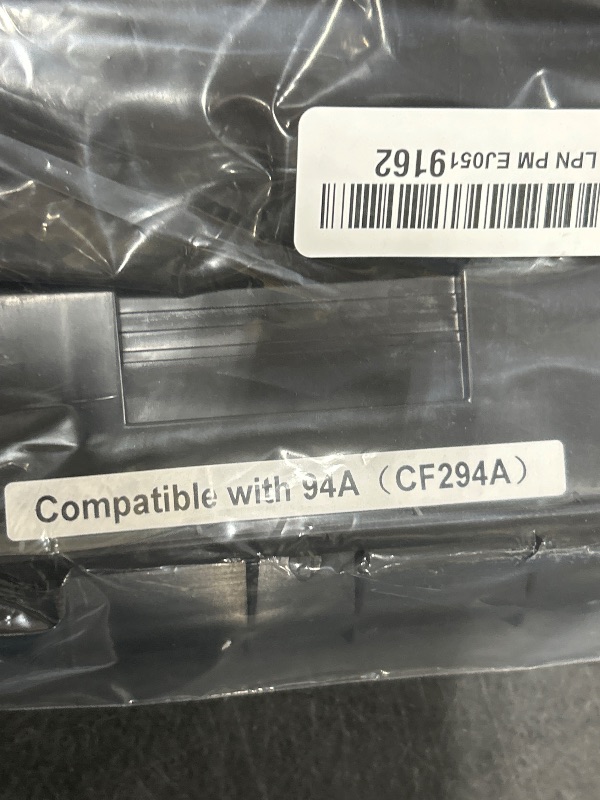 LPN PM EJ0519162
Compatible with 94A（CF294A）